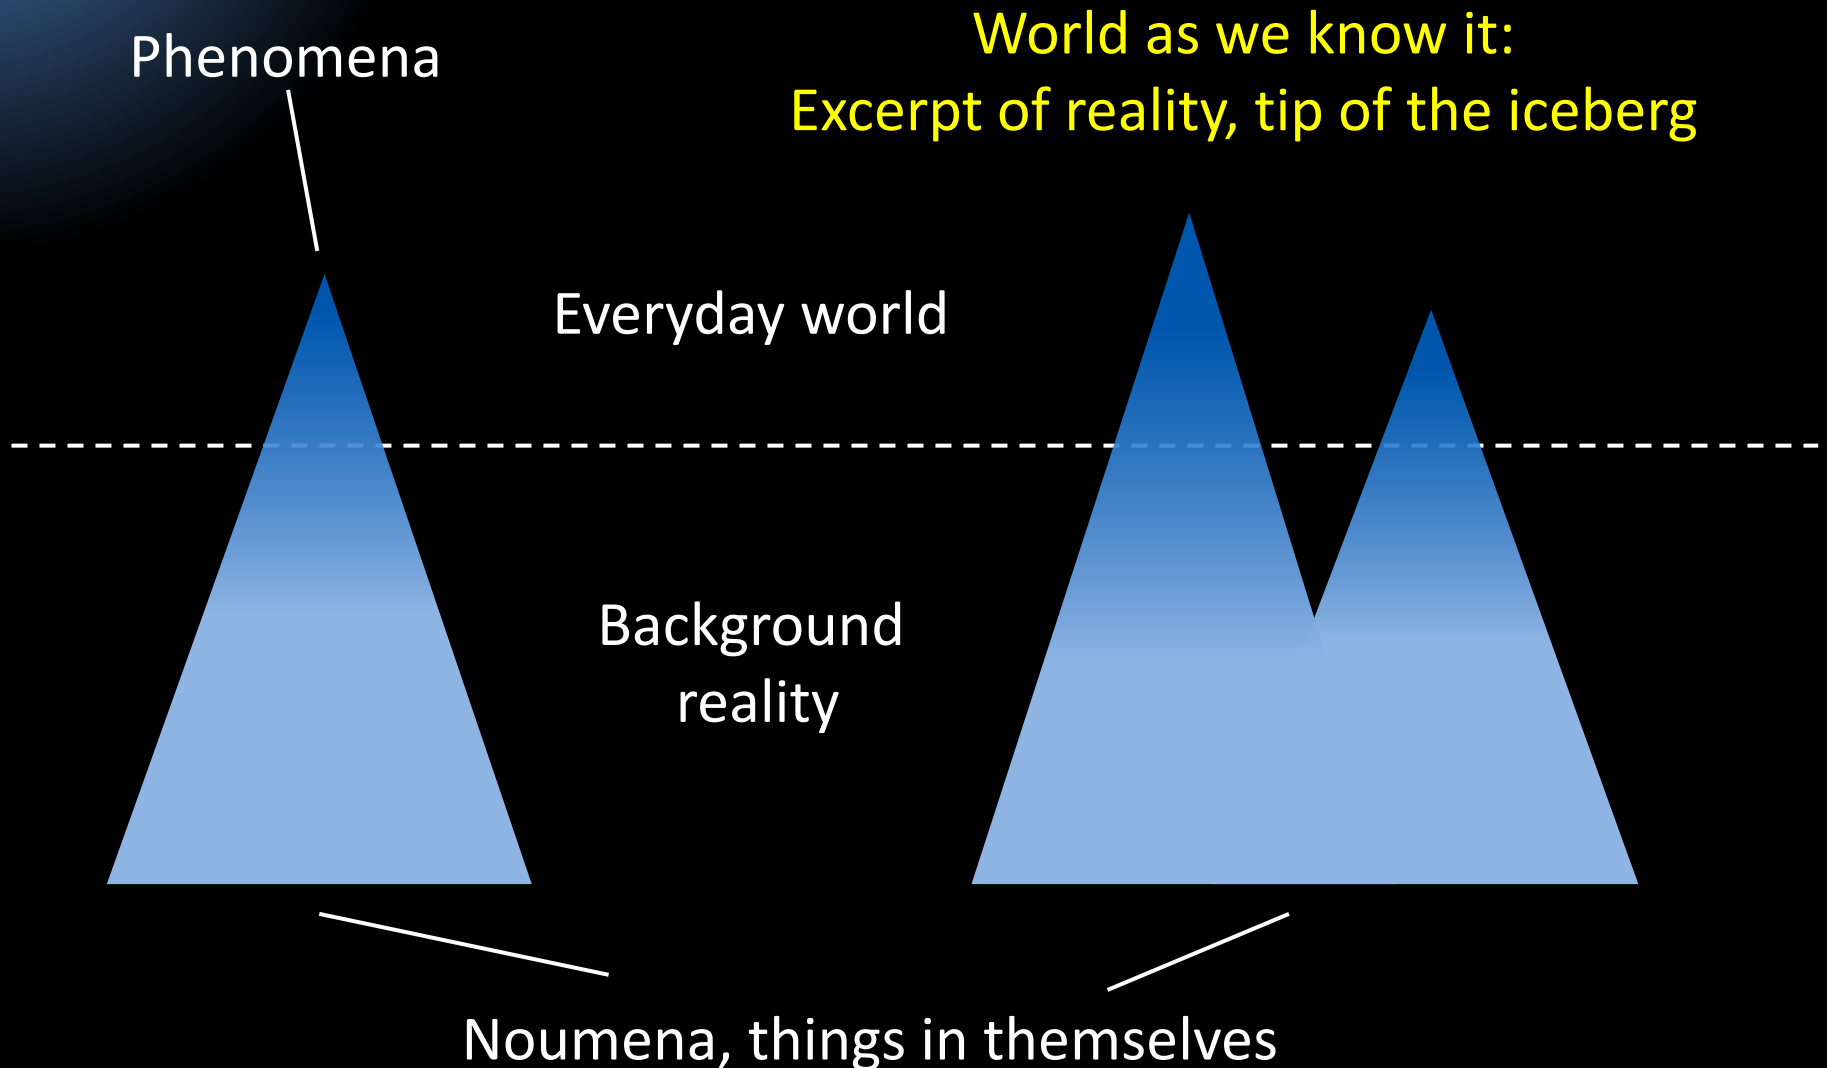 Phenomena
World as we know it:
Excerpt of reality, tip of the iceberg
Everyday world
Background
reality
Noumena, things in themselves